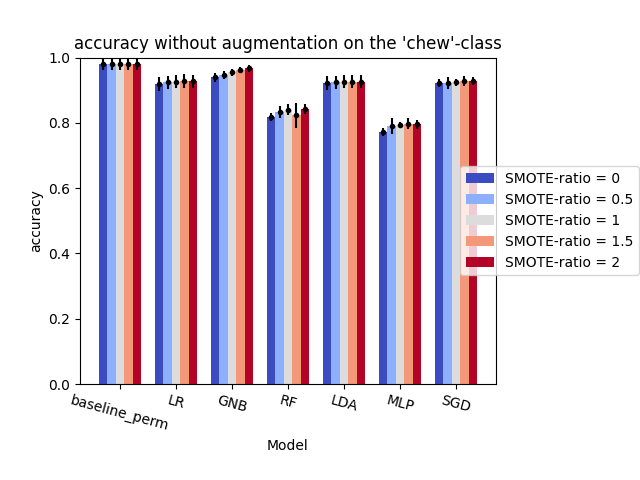 accuracy without augmentation on the 'chew'-class
1.0
0.8
0.6
0.4
0.2
0.0
accuracy
SMOTE-ratio = 0
SMOTE-ratio = 0.5
SMOTE-ratio = 1
SMOTE-ratio = 1.5
SMOTE-ratio = 2
baseline_perm
LR
GNB
RF
LDA
MLP
SGD
Model